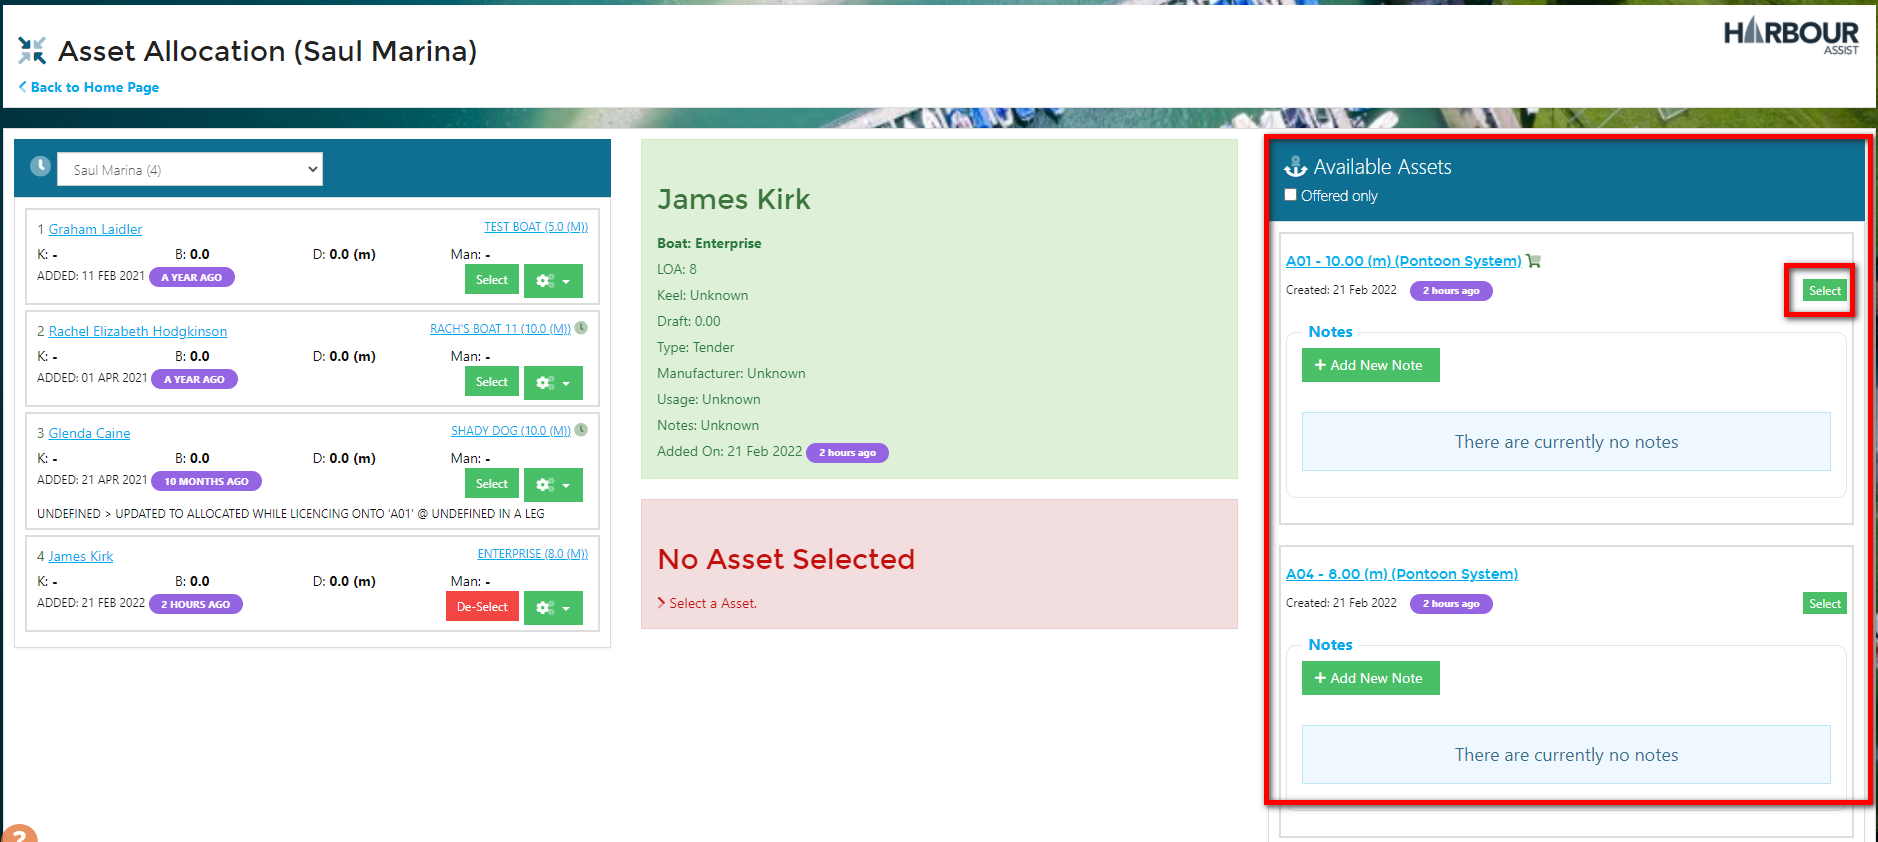 Asset Allocation (Saul Marina)
HARBOUR
ASSIST
Back to Home Page
Saul Marina (4)
1 Graham Laidler
TEST BOAT (5.0 (M))
K: - B: 0.0 D: 0.0 (m) Man: -
ADDED: 11 FEB 2021 A YEAR AGO
Select
2 Rachel Elizabeth Hodgkinson
RACH'S BOAT 11 (10.0 (M))
K: - B: 0.0 D: 0.0 (m) Man: -
ADDED: 01 APR 2021 A YEAR AGO
Select
3 Glenda Caine
SHADY DOG (10.0 (M))
K: - B: 0.0 D: 0.0 (m) Man: -
ADDED: 21 APR 2021 10 MONTHS AGO
Select
UNDEFINED > UPDATED TO ALLOCATED WHILE LICENCING ONTO 'A01' @ UNDEFINED IN A LEG
4 James Kirk
ENTERPRISE (8.0 (M))
K: - B: 0.0 D: 0.0 (m) Man: -
ADDED: 21 FEB 2022 2 HOURS AGO
De-Select
James Kirk
Boat: Enterprise
LOA: 8
Keel: Unknown
Draft: 0.00
Type: Tender
Manufacturer: Unknown
Usage: Unknown
Notes: Unknown
Added On: 21 Feb 2022 2 hours ago
No Asset Selected
Select a Asset.
Available Assets
Offered only
A01 - 10.00 (m) (Pontoon System)
Created: 21 Feb 2022 2 hours ago
Select
Notes
+ Add New Note
There are currently no notes
A04 - 8.00 (m) (Pontoon System)
Created: 21 Feb 2022 2 hours ago
Select
Notes
+ Add New Note
There are currently no notes
?